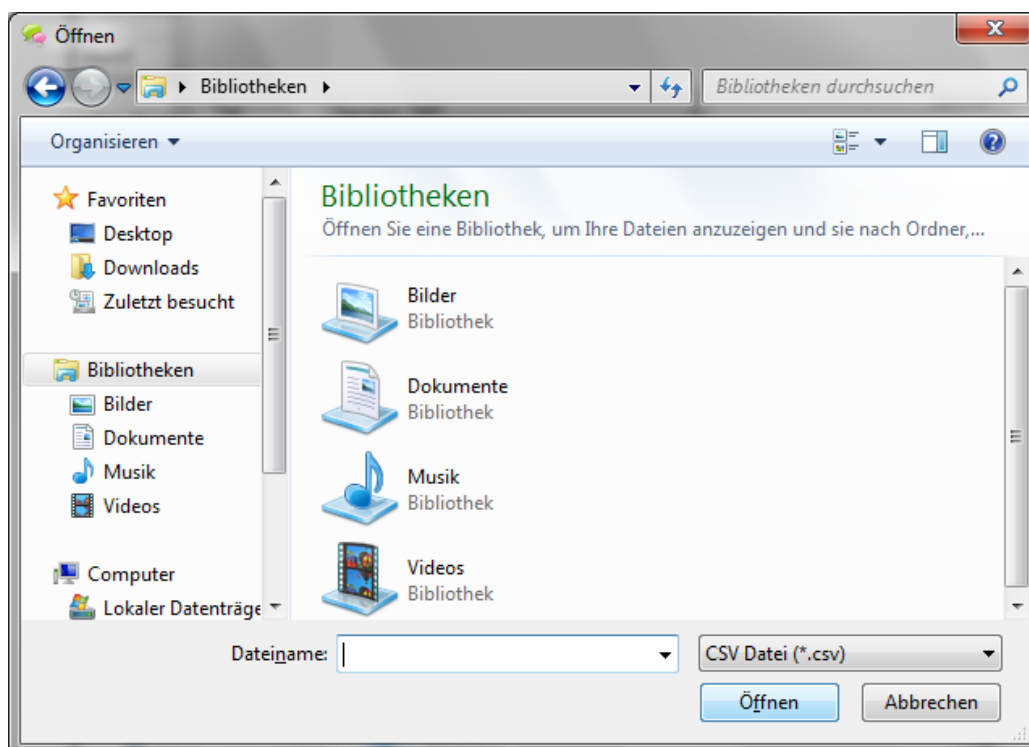 Öffnen
Bibliotheken
Bibliotheken durchsuchen
Organisieren
Favoriten
Desktop
Downloads
Zuletzt besucht
Bibliotheken
Bilder
Dokumente
Musik
Videos
Computer
Lokaler Datenträge
Bibliotheken
Öffnen Sie eine Bibliothek, um Ihre Dateien anzuzeigen und sie nach Ordner,...
Bilder
Bibliothek
Dokumente
Bibliothek
Musik
Bibliothek
Videos
Bibliothek
Dateiname:
CSV Datei (*.csv)
Öffnen
Abbrechen